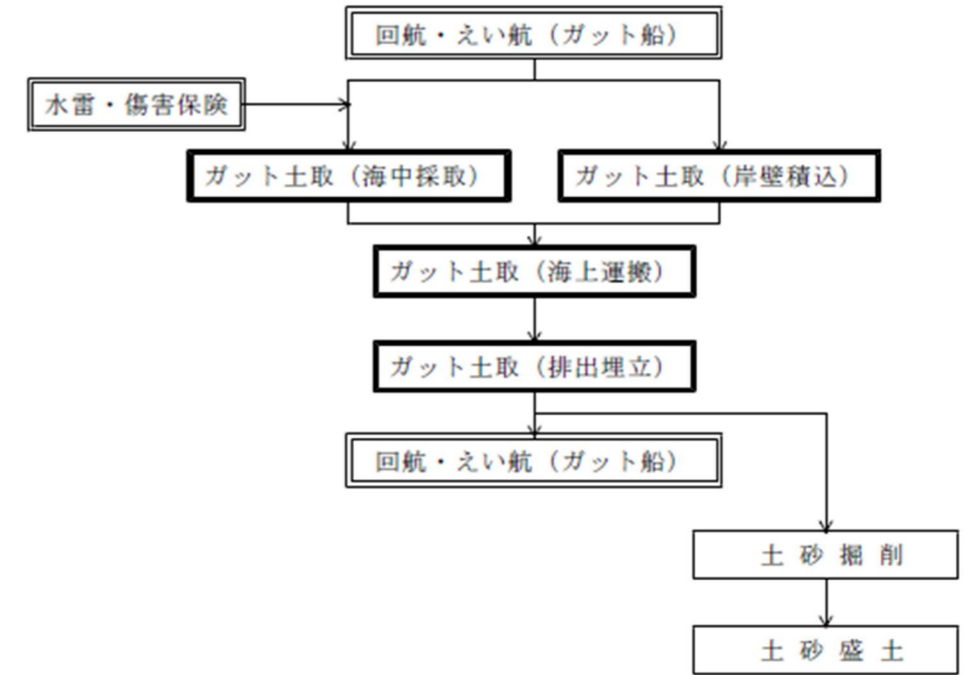 回航・えい航（ガット船）
水雷・傷害保険
ガット土取（海中採取）
ガット土取（岸壁積込）
ガット土取（海上運搬）
ガット土取（排出埋立）
回航・えい航（ガット船）
土 砂 掘 削
土 砂 盛 土